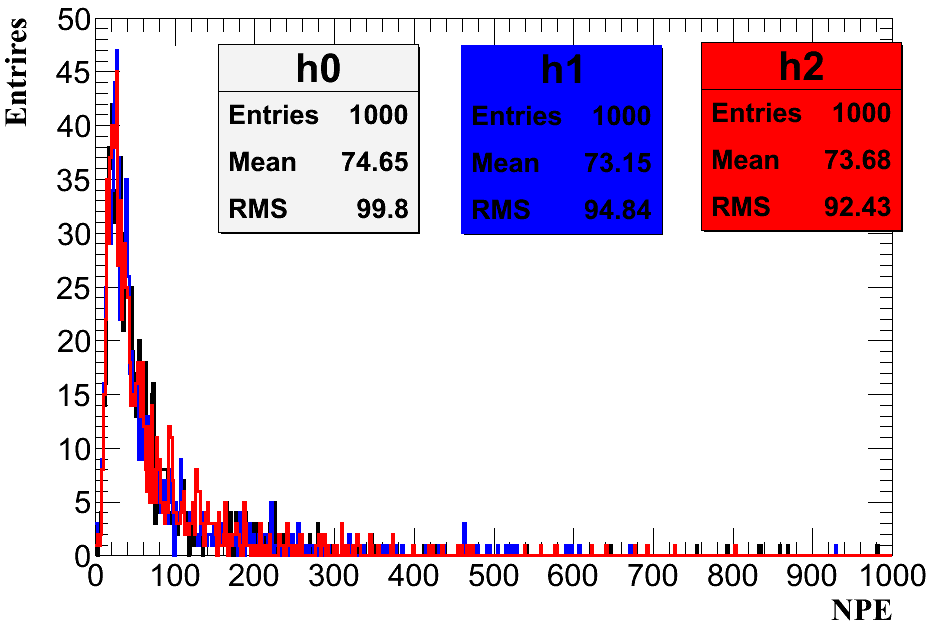 Entrires
50
45
40
35
30
25
20
15
10
5
0
h0
Entries 1000
Mean 74.65
RMS 99.8
h1
Entries 1000
Mean 73.15
RMS 94.84
h2
Entries 1000
Mean 73.68
RMS 92.43
0 100 200 300 400 500 600 700 800 900 1000
NPE